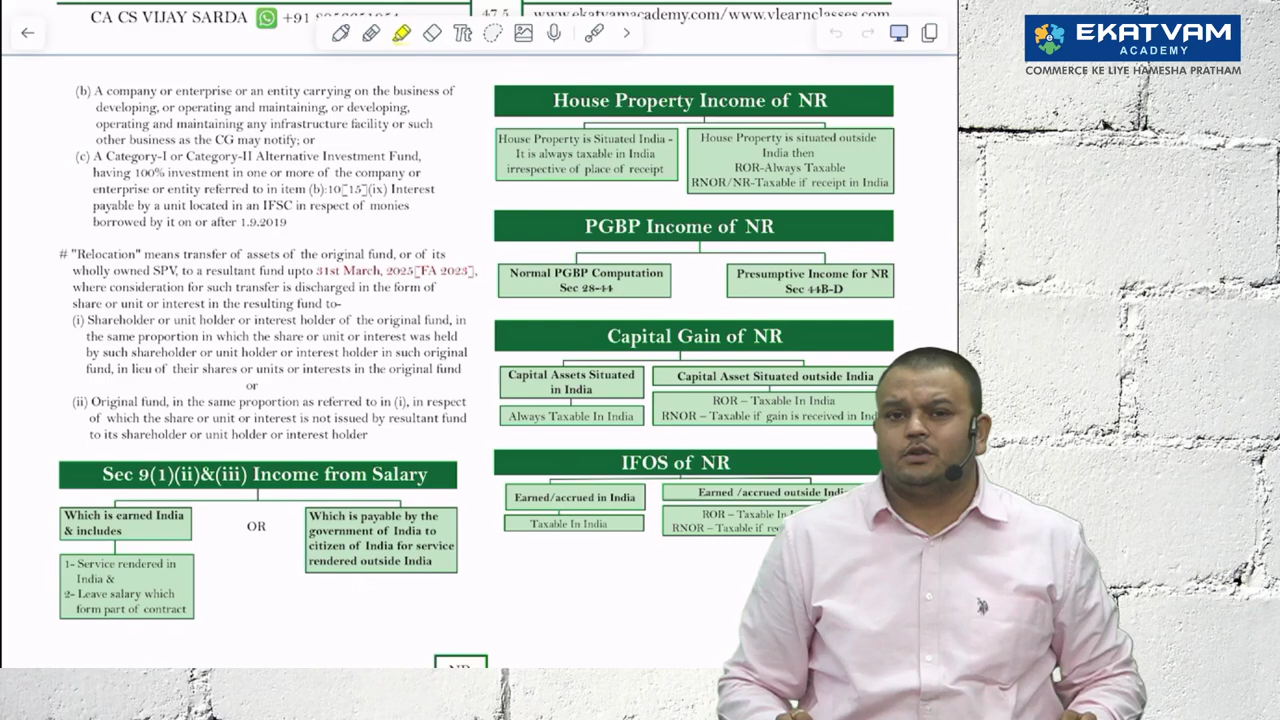 CA CS VIJAY SARDA +91
47.5
www.ekatvamacademy.com/www.vlearnclasses.com
EKATVAM
ACADEMY
COMMERCE KE LIYE HAMESHA PRATHAM
(b) A company or enterprise or an entity carrying on the business of
developing, or operating and maintaining, or developing,
operating and maintaining any infrastructure facility or such
other business as the CG may notify; or
(c) A Category-I or Category-II Alternative Investment Fund,
having 100% investment in one or more of the company or
enterprise or entity referred to in item (b):10[15](ix) Interest
payable by a unit located in an IFSC in respect of monies
borrowed by it on or after 1.9.2019
# "Relocation" means transfer of assets of the original fund, or of its
wholly owned SPV, to a resultant fund upto 31st March, 2025[FA 2023],
where consideration for such transfer is discharged in the form of
share or unit or interest in the resulting fund to-
(i) Shareholder or unit holder or interest holder of the original fund, in
the same proportion in which the share or unit or interest was held
by such shareholder or unit holder or interest holder in such original
fund, in lieu of their shares or units or interests in the original fund
or
(ii) Original fund, in the same proportion as referred to in (i), in respect
of which the share or unit or interest is not issued by resultant fund
to its shareholder or unit holder or interest holder
Sec 9(1)(ii)&(iii) Income from Salary
Which is earned India
& includes
OR
Which is payable by the
government of India to
citizen of India for service
rendered outside India
1- Service rendered in
India &
2- Leave salary which
form part of contract
House Property Income of NR
House Property is Situated India -
It is always taxable in India
irrespective of place of receipt
House Property is situated outside
India then
ROR-Always Taxable
RNOR/NR-Taxable if receipt in India
PGBP Income of NR
Normal PGBP Computation
Sec 28-44
Presumptive Income for NR
Sec 44B-D
Capital Gain of NR
Capital Assets Situated
in India
Always Taxable In India
Capital Asset Situated outside India
ROR – Taxable In India
RNOR – Taxable if gain is received in Ind
IFOS of NR
Earned/accrued in India
Taxable In India
Earned /accrued outside India
ROR – Taxable In
RNOR – Taxable if
NR